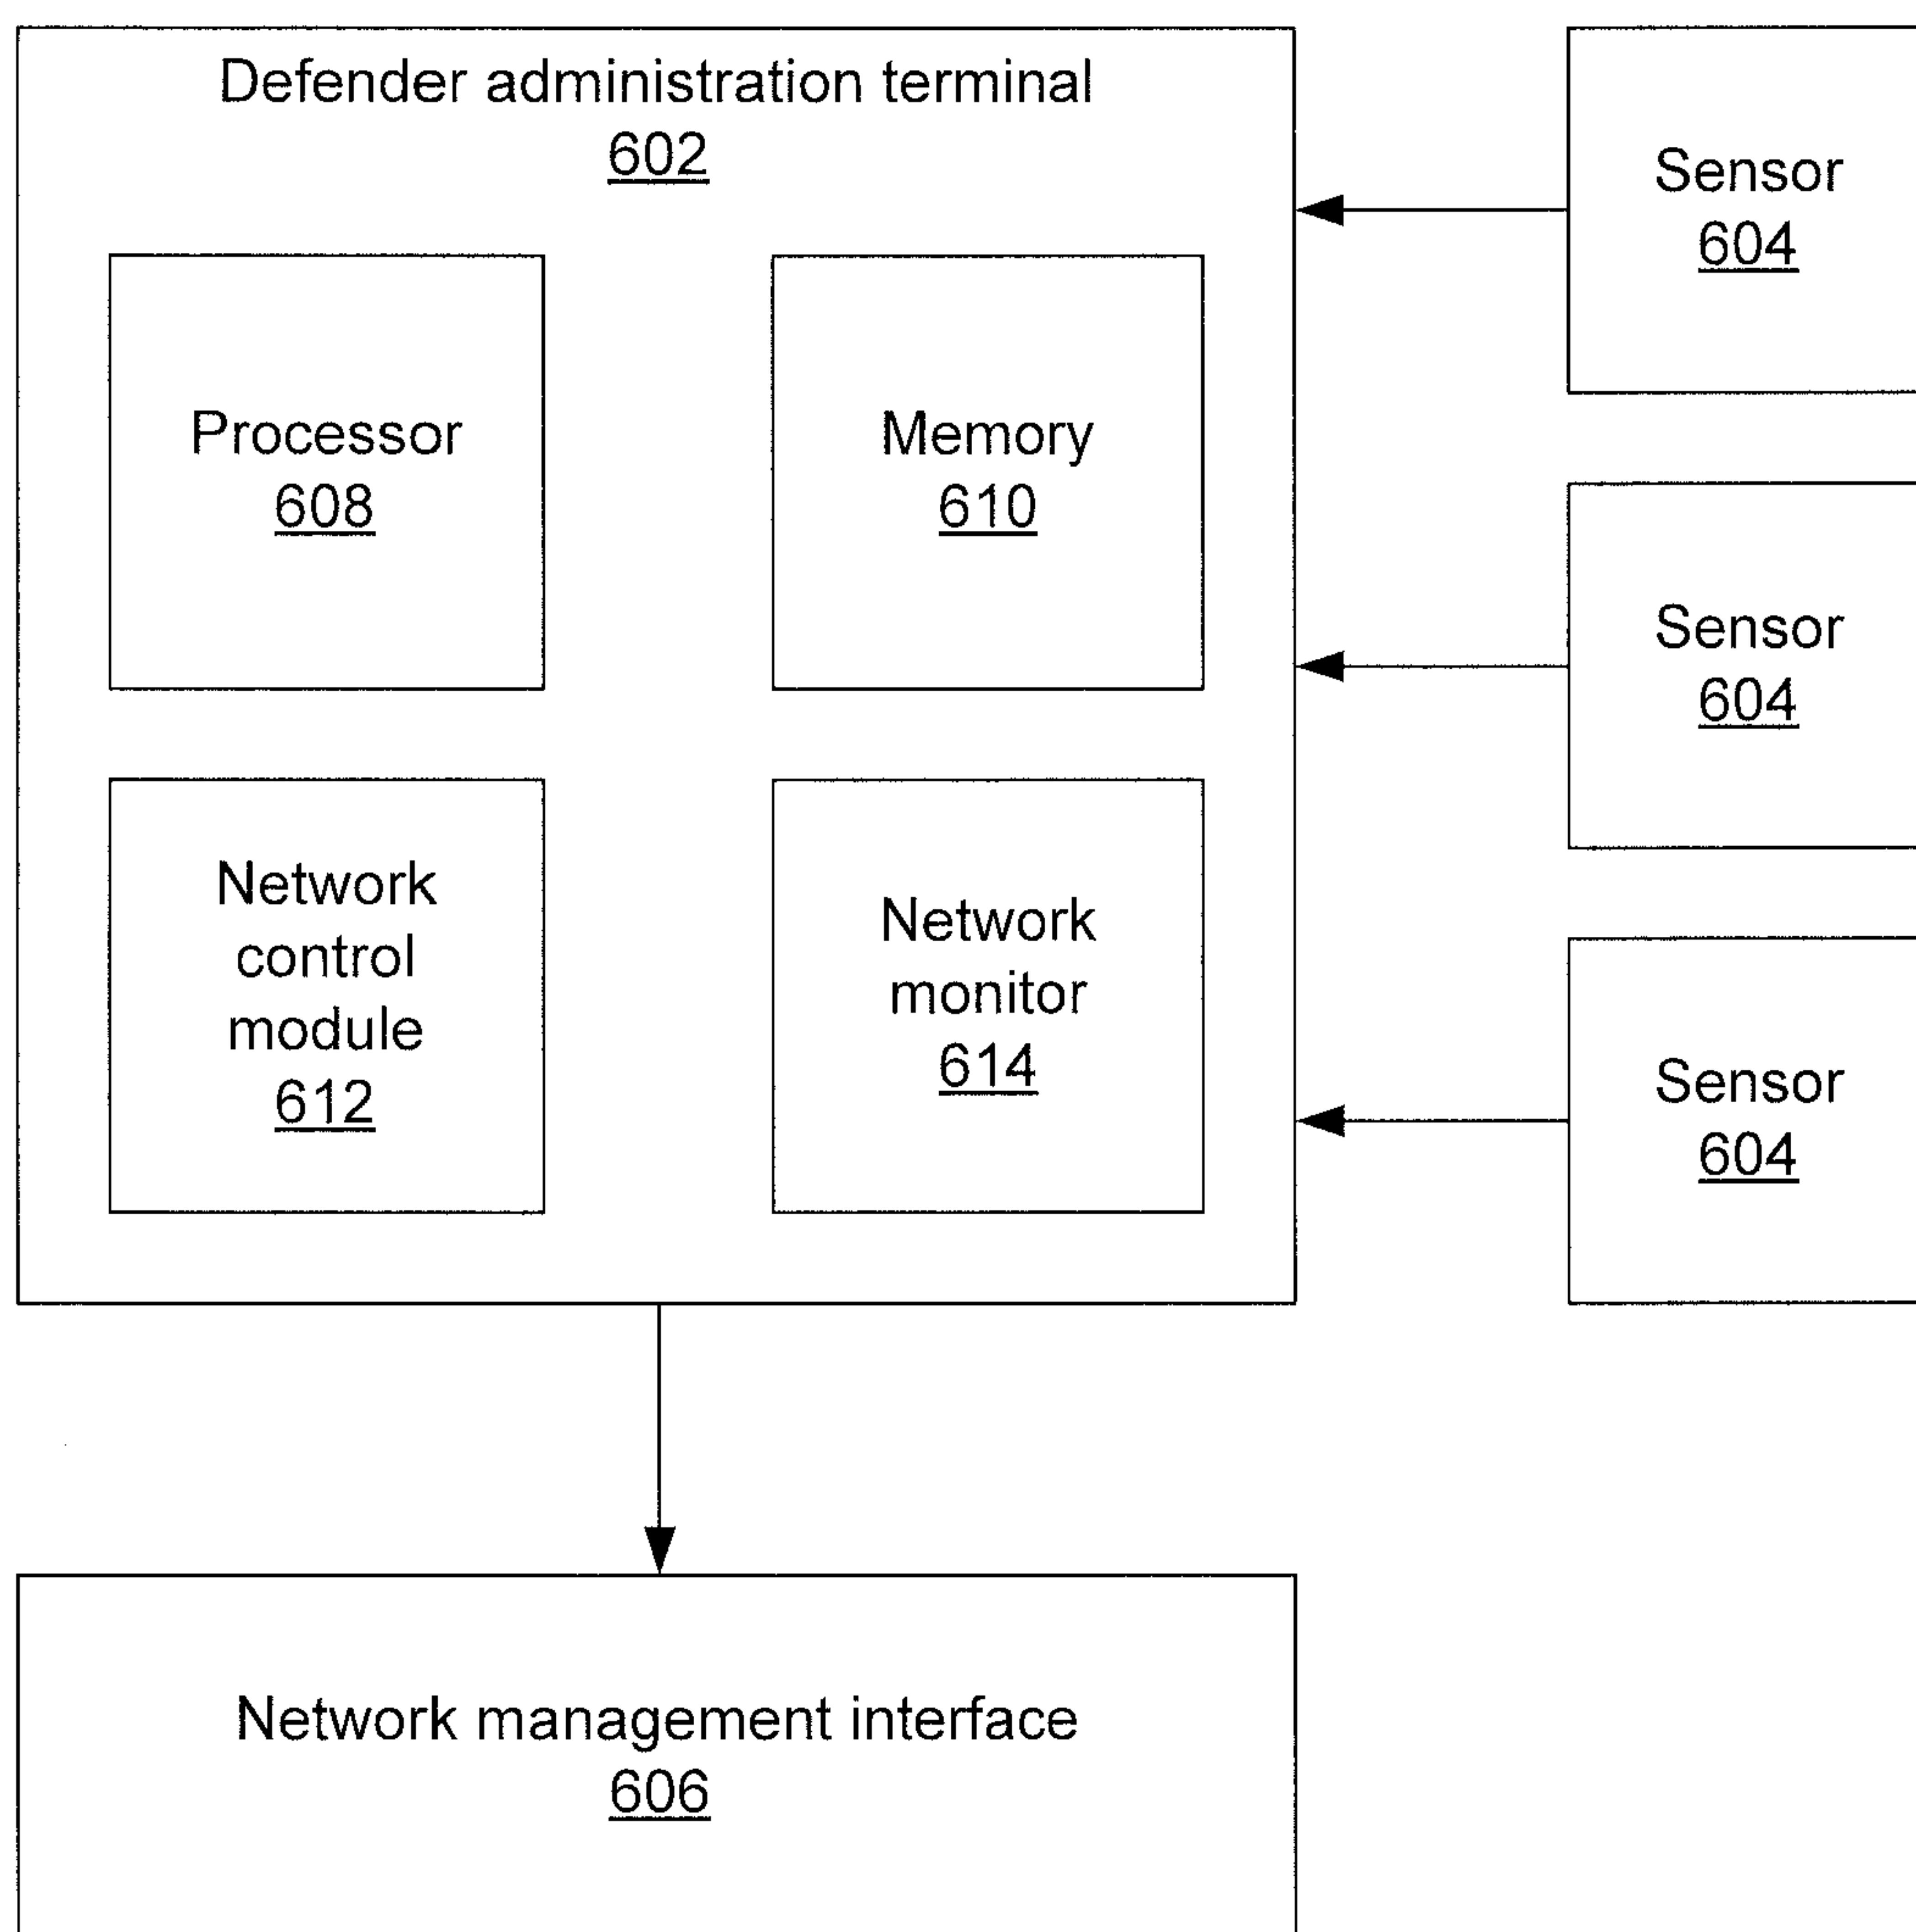 Defender administration terminal
602
Sensor
604
Processor
608
Memory
610
Sensor
604
Network
control
module
612
Network
monitor
614
Sensor
604
Network management interface
606